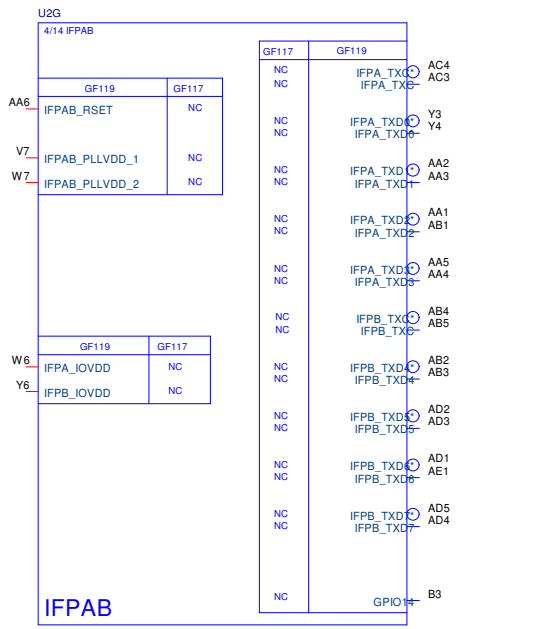 U2G
4/14 IFPAB
GF119 GF117
AA6 IFPAB_RSET NC
V7 IFPAB_PLLVDD_1 NC
W7 IFPAB_PLLVDD_2 NC
GF119 GF117
W6 IFPA_IOVDD NC
Y6 IFPB_IOVDD NC
GF117 GF119
NC IFPA_TXC* AC4
NC IFPA_TXC AC3
NC IFPA_TXD0* Y3
NC IFPA_TXD0 Y4
NC IFPA_TXD1* AA2
NC IFPA_TXD1 AA3
NC IFPA_TXD2* AA1
NC IFPA_TXD2 AB1
NC IFPA_TXD3* AA5
NC IFPA_TXD3 AA4
NC IFPB_TXC* AB4
NC IFPB_TXC AB5
NC IFPB_TXD4* AB2
NC IFPB_TXD4 AB3
NC IFPB_TXD5* AD2
NC IFPB_TXD5 AD3
NC IFPB_TXD6* AD1
NC IFPB_TXD6 AE1
NC IFPB_TXD7* AD5
NC IFPB_TXD7 AD4
NC GPIO14 B3
IFPAB